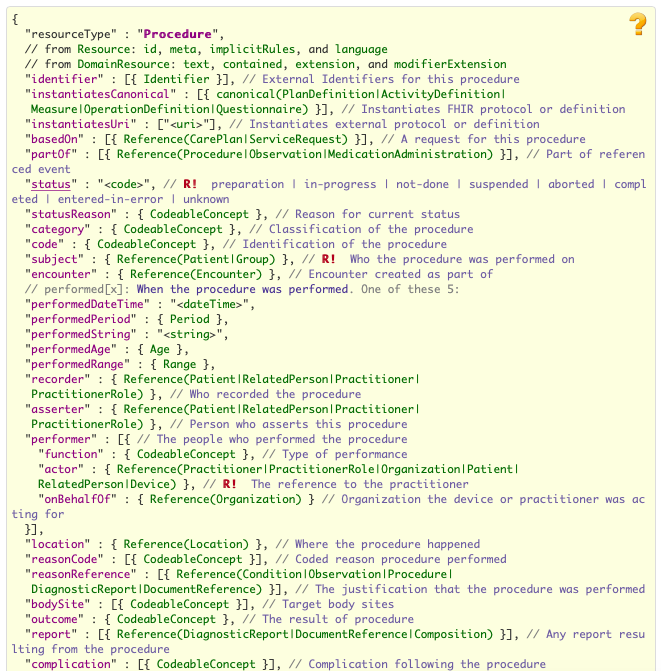 {
"resourceType" : "Procedure",
// from Resource: id, meta, implicitRules, and language
// from DomainResource: text, contained, extension, and modifierExtension
"identifier" : [{ Identifier }], // External Identifiers for this procedure
"instantiatesCanonical" : [{ canonical(PlanDefinition|ActivityDefinition|
Measure|OperationDefinition|Questionnaire) }], // Instantiates FHIR protocol or definition
"instantiatesUri" : ["<uri>"], // Instantiates external protocol or definition
"basedOn" : [{ Reference(CarePlan|ServiceRequest) }], // A request for this procedure
"partOf" : [{ Reference(Procedure|Observation|MedicationAdministration) }], // Part of referen
ced event
"status" : "<code>", // R!  preparation | in-progress | not-done | suspended | aborted | compl
eted | entered-in-error | unknown
"statusReason" : { CodeableConcept }, // Reason for current status
"category" : { CodeableConcept }, // Classification of the procedure
"code" : { CodeableConcept }, // Identification of the procedure
"subject" : { Reference(Patient|Group) }, // R!  Who the procedure was performed on
"encounter" : { Reference(Encounter) }, // Encounter created as part of
// performed[x]: When the procedure was performed. One of these 5:
"performedDateTime" : "<dateTime>",
"performedPeriod" : { Period },
"performedString" : "<string>",
"performedAge" : { Age },
"performedRange" : { Range },
"recorder" : { Reference(Patient|RelatedPerson|Practitioner|
PractitionerRole) }, // Who recorded the procedure
"asserter" : { Reference(Patient|RelatedPerson|Practitioner|
PractitionerRole) }, // Person who asserts this procedure
"performer" : [{ // The people who performed the procedure
"function" : { CodeableConcept }, // Type of performance
"actor" : { Reference(Practitioner|PractitionerRole|Organization|Patient|
RelatedPerson|Device) }, // R!  The reference to the practitioner
"onBehalfOf" : { Reference(Organization) } // Organization the device or practitioner was ac
ting for
}],
"location" : { Reference(Location) }, // Where the procedure happened
"reasonCode" : [{ CodeableConcept }], // Coded reason procedure performed
"reasonReference" : [{ Reference(Condition|Observation|Procedure|
DiagnosticReport|DocumentReference) }], // The justification that the procedure was performed
"bodySite" : [{ CodeableConcept }], // Target body sites
"outcome" : { CodeableConcept }, // The result of procedure
"report" : [{ Reference(DiagnosticReport|DocumentReference|Composition) }], // Any report resu
lting from the procedure
"complication" : [{ CodeableConcept }], // Complication following the procedure